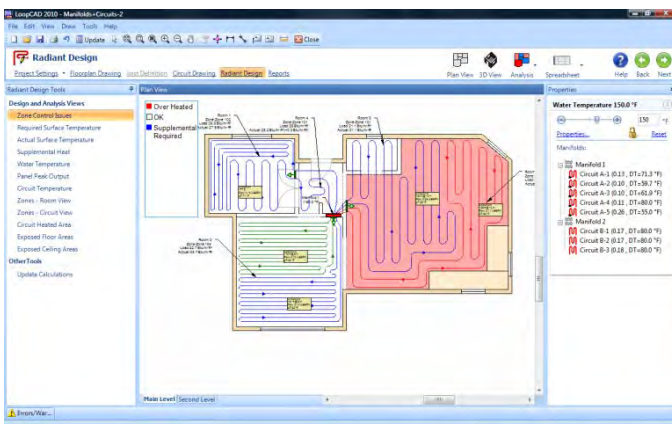 LoopCAD 2010 - Manifolds+Circuits-2
File Edit View Draw Tools Help
Update
Close
Radiant Design
Project Settings Floorplan Drawing Circuit Drawing Radiant Design Reports
Plan View 3D View Analysis Spreadsheet Help Back Next
Radiant Design Tools
Design and Analysis Views
Zone Control Issues
Required Surface Temperature
Actual Surface Temperature
Supplemental Heat
Water Temperature
Panel Peak Output
Circuit Temperature
Zones - Room View
Zones - Circuit View
Circuit Heated Area
Exposed Floor Areas
Exposed Ceiling Areas
Other Tools
Update Calculations
Plan View
Over Heated
OK
Supplemental
Required
Room 1
Room 4
Main Level Second Level
Properties
Water Temperature 150.0 °F
150 °F
Properties... Reset
Manifolds:
Manifold 1
Circuit A-1 (0.13 , DT=71.3 °F)
Circuit A-2 (0.10 , DT=59.7 °F)
Circuit A-3 (0.10 , DT=61.9 °F)
Circuit A-4 (0.11 , DT=80.0 °F)
Circuit A-5 (0.26 , DT=55.0 °F)
Manifold 2
Circuit B-1 (0.17 , DT=80.0 °F)
Circuit B-2 (0.17 , DT=80.0 °F)
Circuit B-3 (0.18 , DT=80.0 °F)
Errors/War...